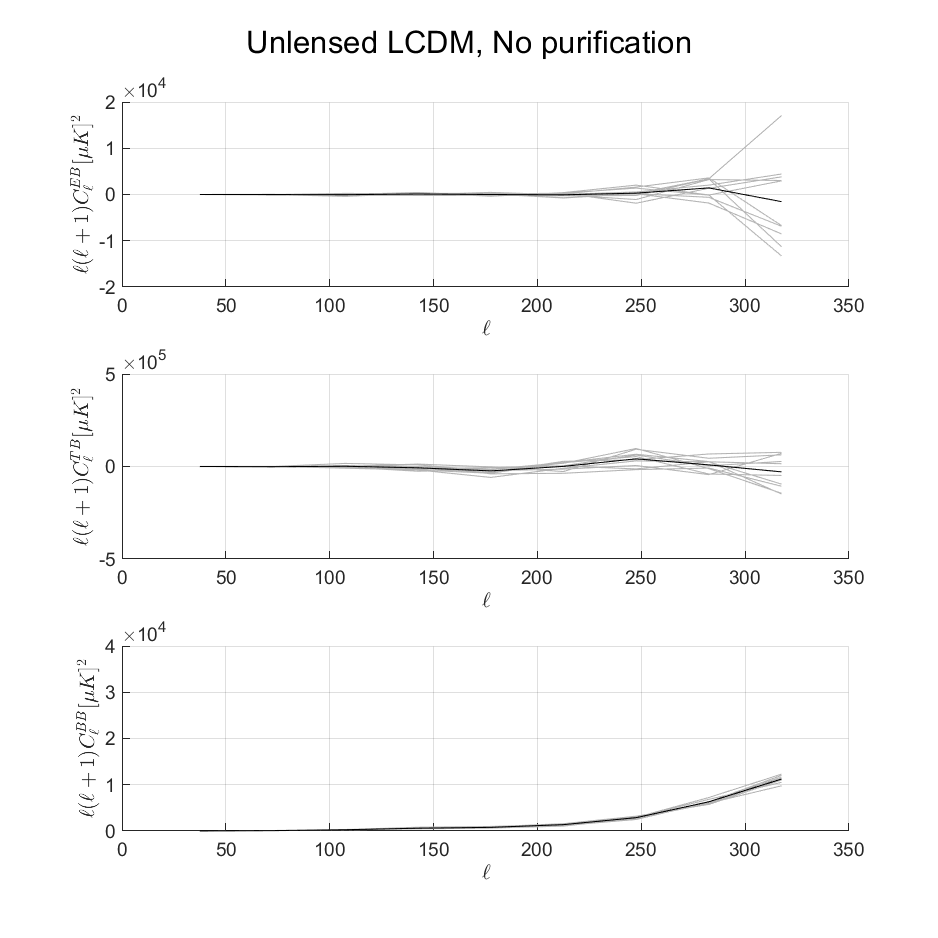 Unlensed LCDM, No purification
×10^4
2
1
0
-1
-2
0 50 100 150 200 250 300 350
ℓ(ℓ + 1)C_ℓ^{EB}[μK]^2
ℓ
×10^5
5
0
-5
0 50 100 150 200 250 300 350
ℓ(ℓ + 1)C_ℓ^{TB}[μK]^2
ℓ
×10^4
4
3
2
1
0
0 50 100 150 200 250 300 350
ℓ(ℓ + 1)C_ℓ^{BB}[μK]^2
ℓ